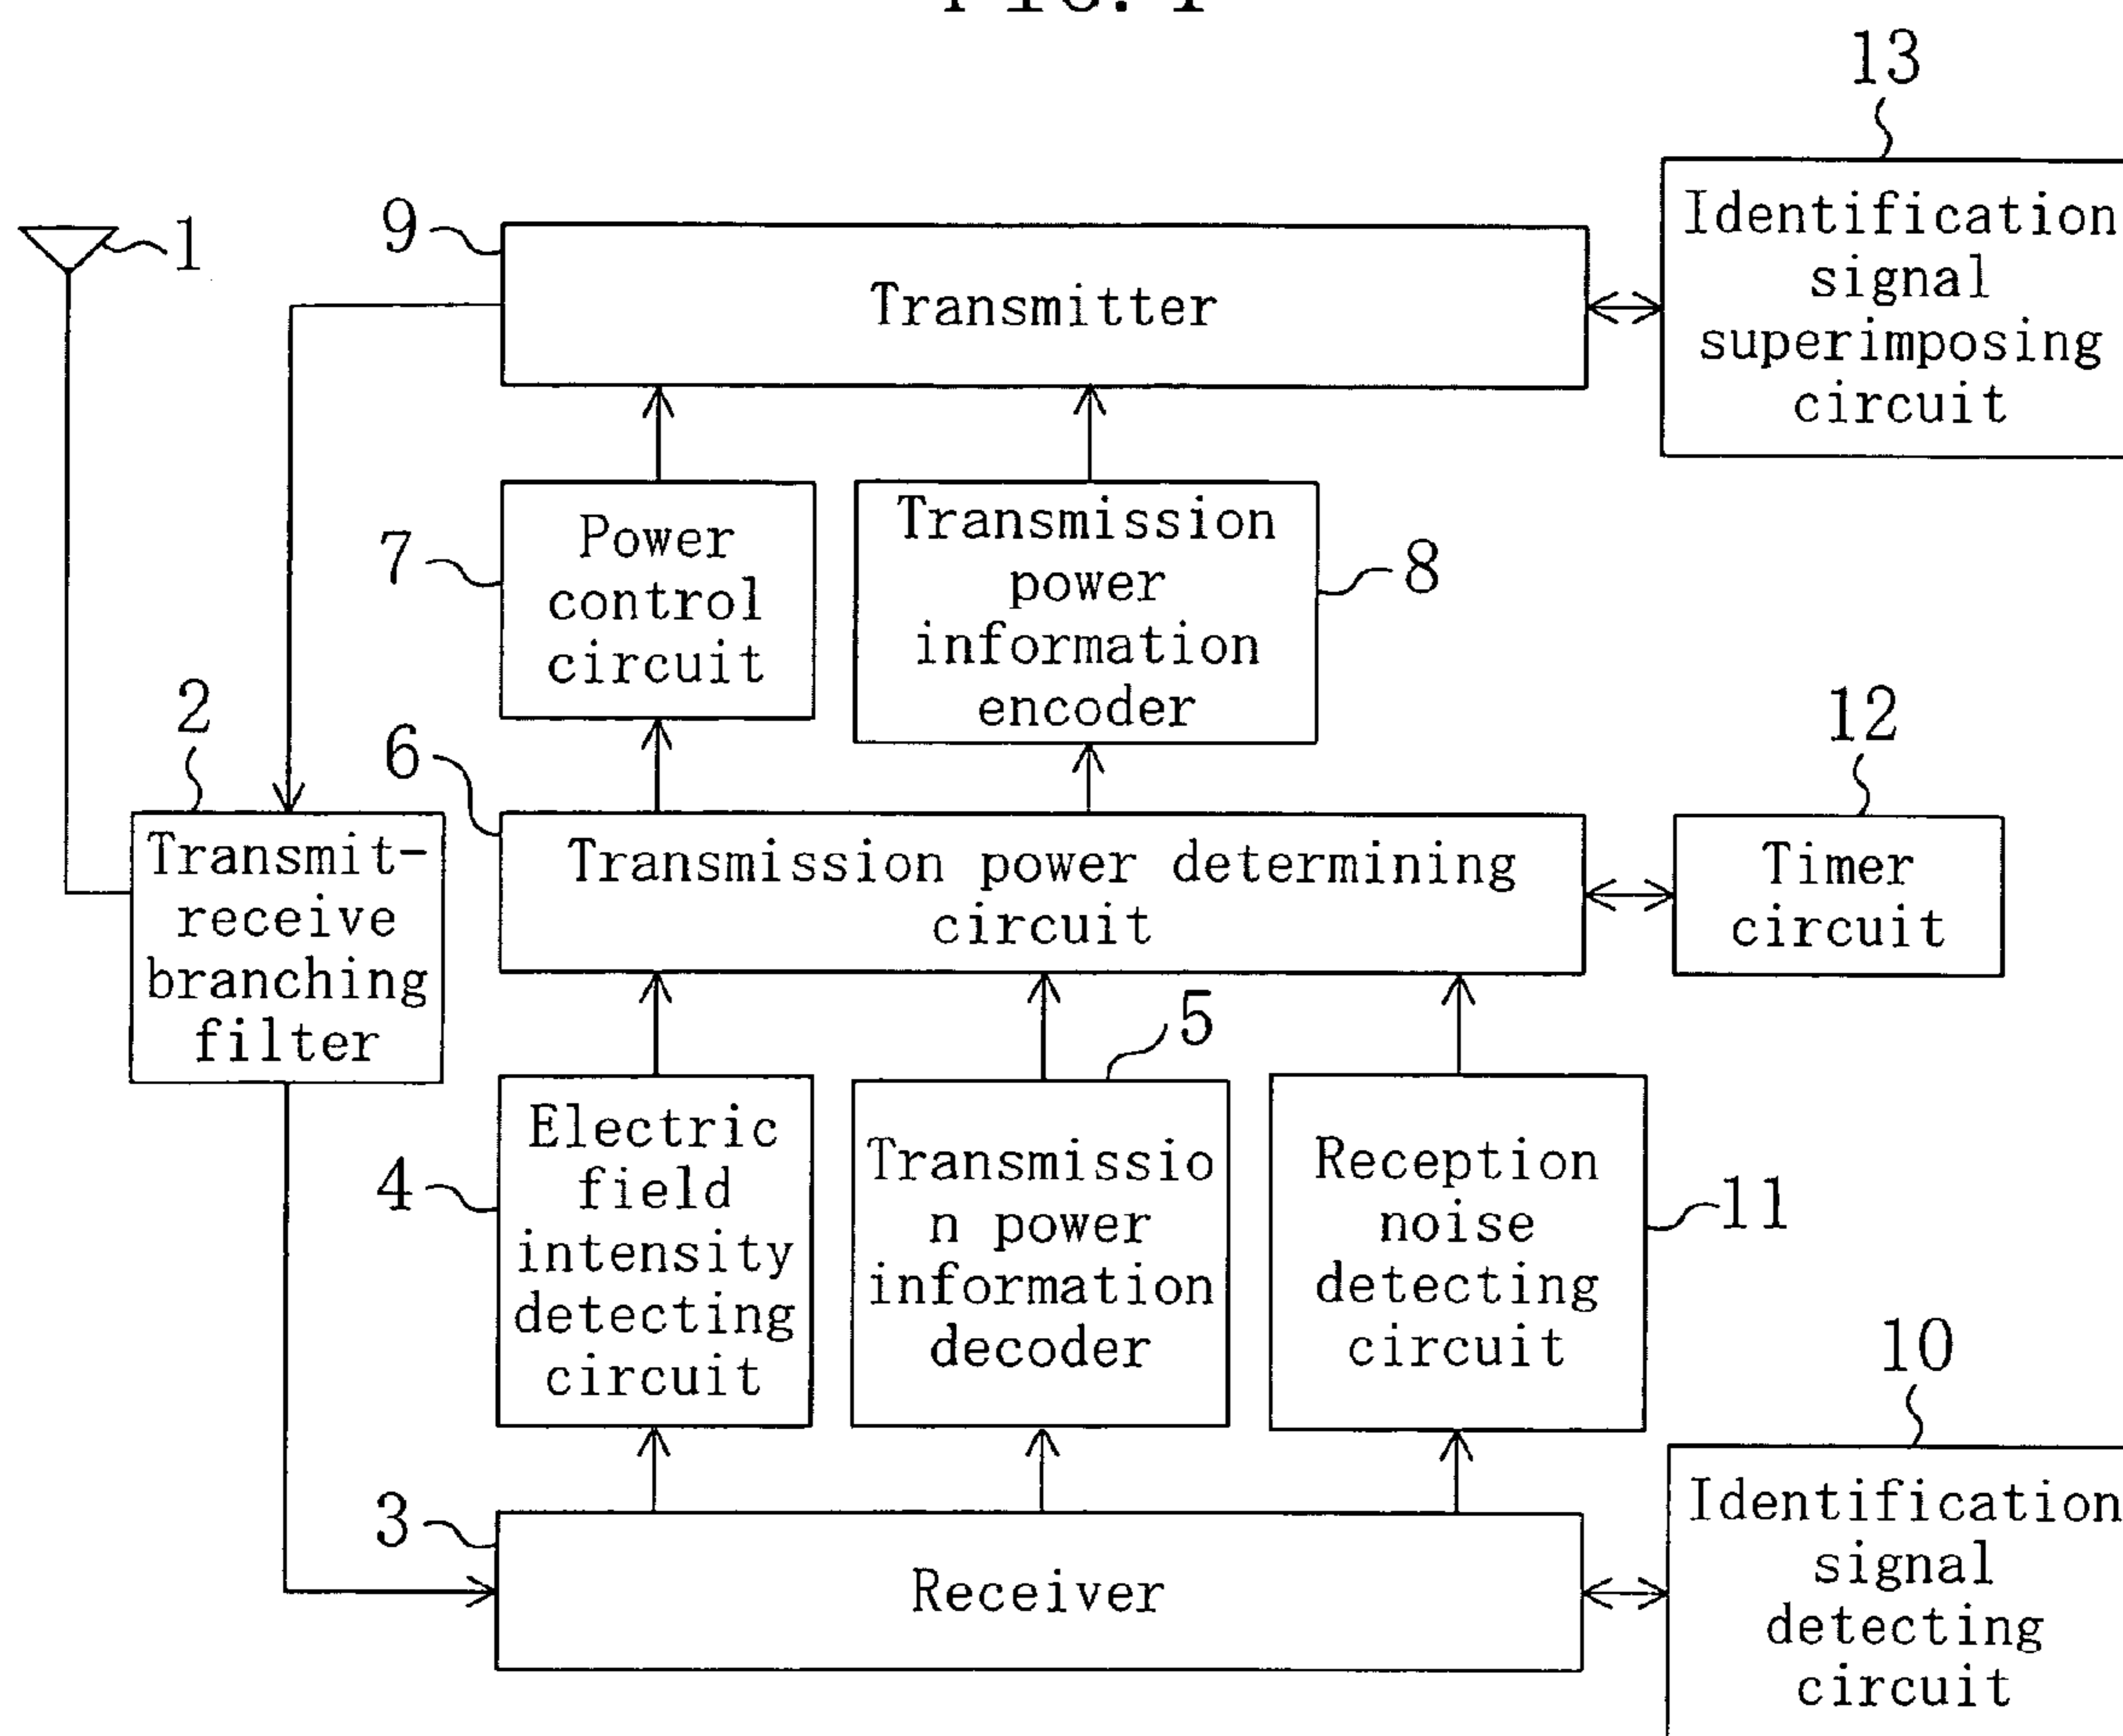 FIG. 1
13
Identification
signal
superimposing
circuit
1
9
Transmitter
7
Power
control
circuit
Transmission
power
information
encoder
8
2
Transmit-
receive
branching
filter
6
Transmission power determining
circuit
12
Timer
circuit
4
Electric
field
intensity
detecting
circuit
5
Transmissio
n power
information
decoder
Reception
noise
detecting
circuit
11
3
Receiver
10
Identification
signal
detecting
circuit